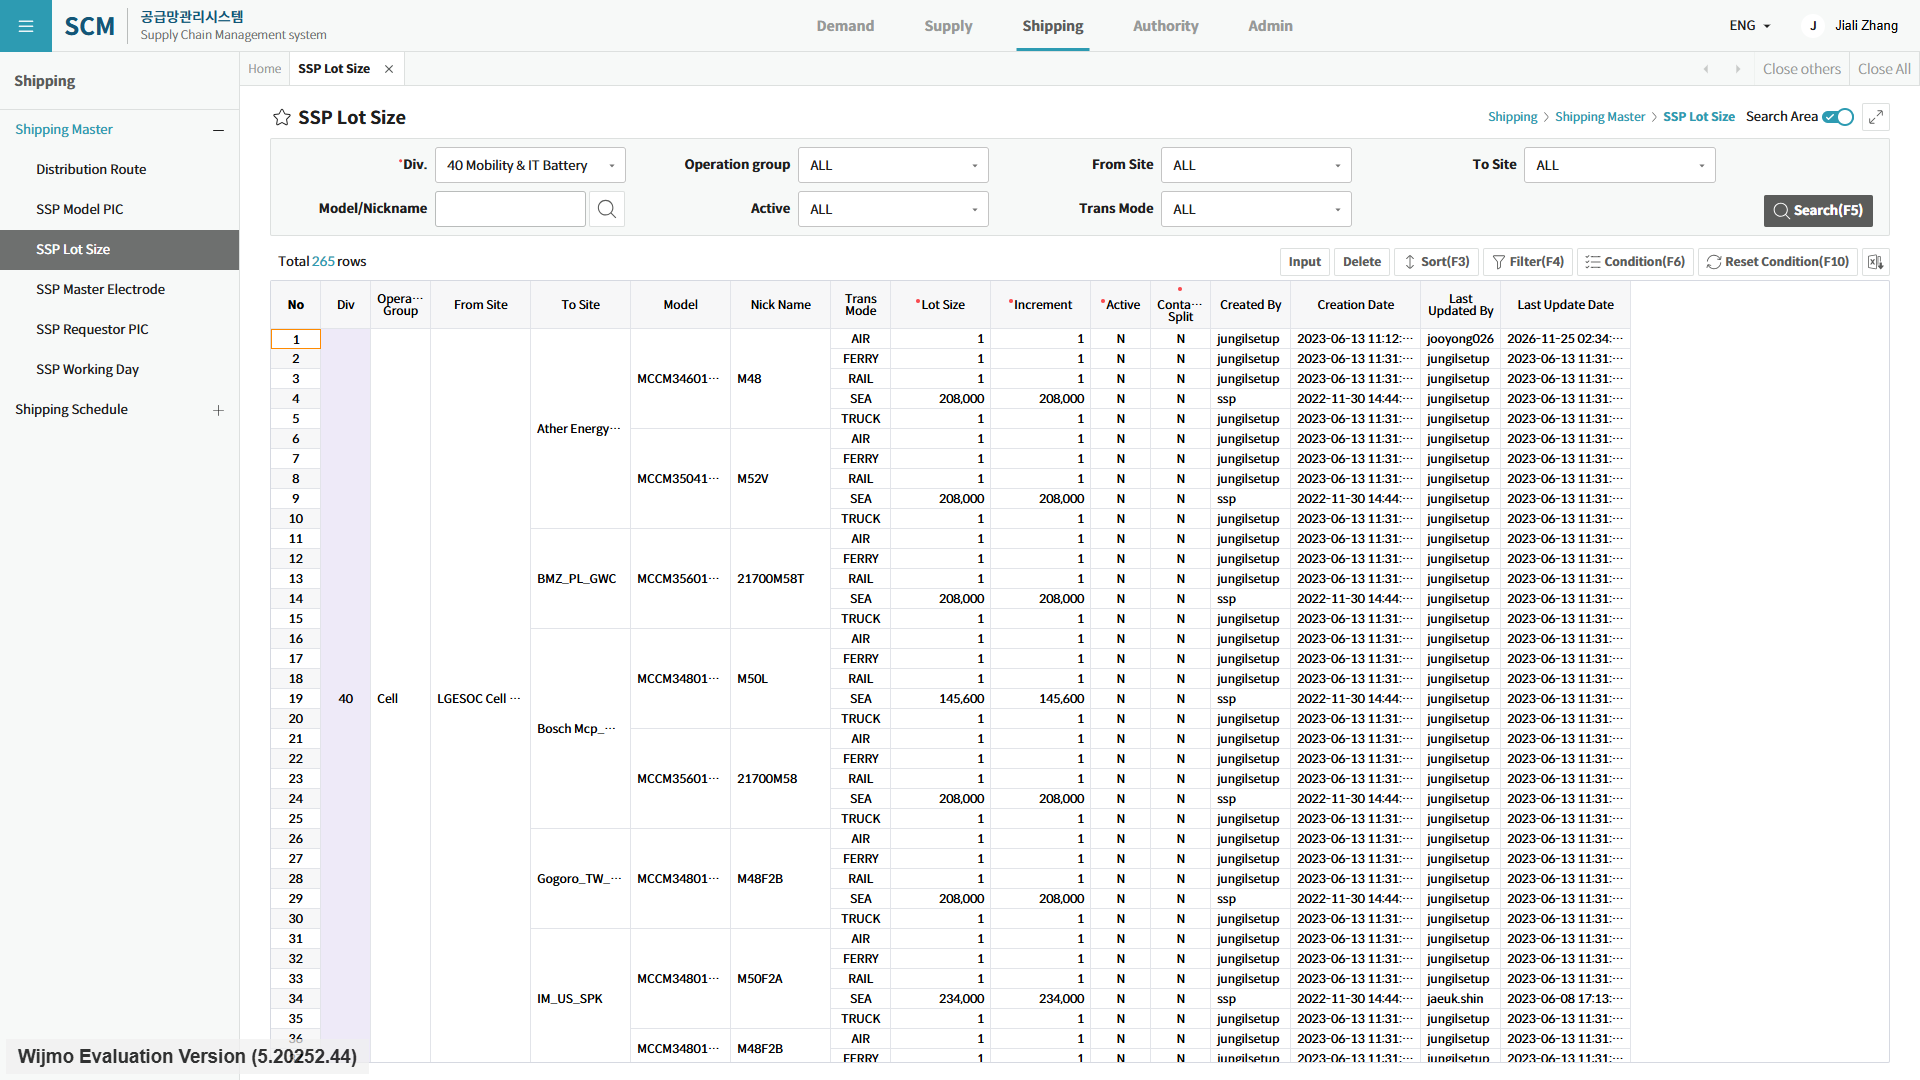 SCM 공급망관리시스템
Supply Chain Management system
Demand Supply Shipping Authority Admin
ENG J Jiali Zhang
Shipping
Home SSP Lot Size
Close others Close All
Shipping Master
Distribution Route
SSP Model PIC
SSP Lot Size
SSP Master Electrode
SSP Requestor PIC
SSP Working Day
Shipping Schedule
SSP Lot Size
Shipping > Shipping Master > SSP Lot Size Search Area
*Div. 40 Mobility & IT Battery Operation group ALL From Site ALL To Site ALL
Model/Nickname Active ALL Trans Mode ALL
Search(F5)
Total 265 rows
Input Delete Sort(F3) Filter(F4) Condition(F6) Reset Condition(F10)
No Div Opera··· Group From Site To Site Model Nick Name Trans Mode *Lot Size *Increment *Active *Conta··· Split Created By Creation Date Last Updated By Last Update Date
1 AIR 1 1 N N jungilsetup 2023-06-13 11:12:··· jooyong026 2026-11-25 02:34:···
2 FERRY 1 1 N N jungilsetup 2023-06-13 11:31:··· jungilsetup 2023-06-13 11:31:···
3 MCCM34601··· M48 RAIL 1 1 N N jungilsetup 2023-06-13 11:31:··· jungilsetup 2023-06-13 11:31:···
4 SEA 208,000 208,000 N N ssp 2022-11-30 14:44:··· jungilsetup 2023-06-13 11:31:···
5 TRUCK 1 1 N N jungilsetup 2023-06-13 11:31:··· jungilsetup 2023-06-13 11:31:···
Ather Energy···
6 AIR 1 1 N N jungilsetup 2023-06-13 11:31:··· jungilsetup 2023-06-13 11:31:···
7 FERRY 1 1 N N jungilsetup 2023-06-13 11:31:··· jungilsetup 2023-06-13 11:31:···
8 MCCM35041··· M52V RAIL 1 1 N N jungilsetup 2023-06-13 11:31:··· jungilsetup 2023-06-13 11:31:···
9 SEA 208,000 208,000 N N ssp 2022-11-30 14:44:··· jungilsetup 2023-06-13 11:31:···
10 TRUCK 1 1 N N jungilsetup 2023-06-13 11:31:··· jungilsetup 2023-06-13 11:31:···
11 AIR 1 1 N N jungilsetup 2023-06-13 11:31:··· jungilsetup 2023-06-13 11:31:···
12 FERRY 1 1 N N jungilsetup 2023-06-13 11:31:··· jungilsetup 2023-06-13 11:31:···
13 BMZ_PL_GWC MCCM35601··· 21700M58T RAIL 1 1 N N jungilsetup 2023-06-13 11:31:··· jungilsetup 2023-06-13 11:31:···
14 SEA 208,000 208,000 N N ssp 2022-11-30 14:44:··· jungilsetup 2023-06-13 11:31:···
15 TRUCK 1 1 N N jungilsetup 2023-06-13 11:31:··· jungilsetup 2023-06-13 11:31:···
16 AIR 1 1 N N jungilsetup 2023-06-13 11:31:··· jungilsetup 2023-06-13 11:31:···
17 FERRY 1 1 N N jungilsetup 2023-06-13 11:31:··· jungilsetup 2023-06-13 11:31:···
18 MCCM34801··· M50L RAIL 1 1 N N jungilsetup 2023-06-13 11:31:··· jungilsetup 2023-06-13 11:31:···
19 40 Cell LGESOC Cell ··· SEA 145,600 145,600 N N ssp 2022-11-30 14:44:··· jungilsetup 2023-06-13 11:31:···
20 TRUCK 1 1 N N jungilsetup 2023-06-13 11:31:··· jungilsetup 2023-06-13 11:31:···
Bosch Mcp_···
21 AIR 1 1 N N jungilsetup 2023-06-13 11:31:··· jungilsetup 2023-06-13 11:31:···
22 FERRY 1 1 N N jungilsetup 2023-06-13 11:31:··· jungilsetup 2023-06-13 11:31:···
23 MCCM35601··· 21700M58 RAIL 1 1 N N jungilsetup 2023-06-13 11:31:··· jungilsetup 2023-06-13 11:31:···
24 SEA 208,000 208,000 N N ssp 2022-11-30 14:44:··· jungilsetup 2023-06-13 11:31:···
25 TRUCK 1 1 N N jungilsetup 2023-06-13 11:31:··· jungilsetup 2023-06-13 11:31:···
26 AIR 1 1 N N jungilsetup 2023-06-13 11:31:··· jungilsetup 2023-06-13 11:31:···
27 FERRY 1 1 N N jungilsetup 2023-06-13 11:31:··· jungilsetup 2023-06-13 11:31:···
28 Gogoro_TW_··· MCCM34801··· M48F2B RAIL 1 1 N N jungilsetup 2023-06-13 11:31:··· jungilsetup 2023-06-13 11:31:···
29 SEA 208,000 208,000 N N ssp 2022-11-30 14:44:··· jungilsetup 2023-06-13 11:31:···
30 TRUCK 1 1 N N jungilsetup 2023-06-13 11:31:··· jungilsetup 2023-06-13 11:31:···
31 AIR 1 1 N N jungilsetup 2023-06-13 11:31:··· jungilsetup 2023-06-13 11:31:···
32 FERRY 1 1 N N jungilsetup 2023-06-13 11:31:··· jungilsetup 2023-06-13 11:31:···
33 MCCM34801··· M50F2A RAIL 1 1 N N jungilsetup 2023-06-13 11:31:··· jungilsetup 2023-06-13 11:31:···
34 IM_US_SPK SEA 234,000 234,000 N N ssp 2022-11-30 14:44:··· jaeuk.shin 2023-06-08 17:13:···
35 TRUCK 1 1 N N jungilsetup 2023-06-13 11:31:··· jungilsetup 2023-06-13 11:31:···
36 AIR 1 1 N N jungilsetup 2023-06-13 11:31:··· jungilsetup 2023-06-13 11:31:···
MCCM34801··· M48F2B
FERRY 1 1 N N jungilsetup 2023-06-13 11:31:··· jungilsetup 2023-06-13 11:31:···
Wijmo Evaluation Version (5.20252.44)